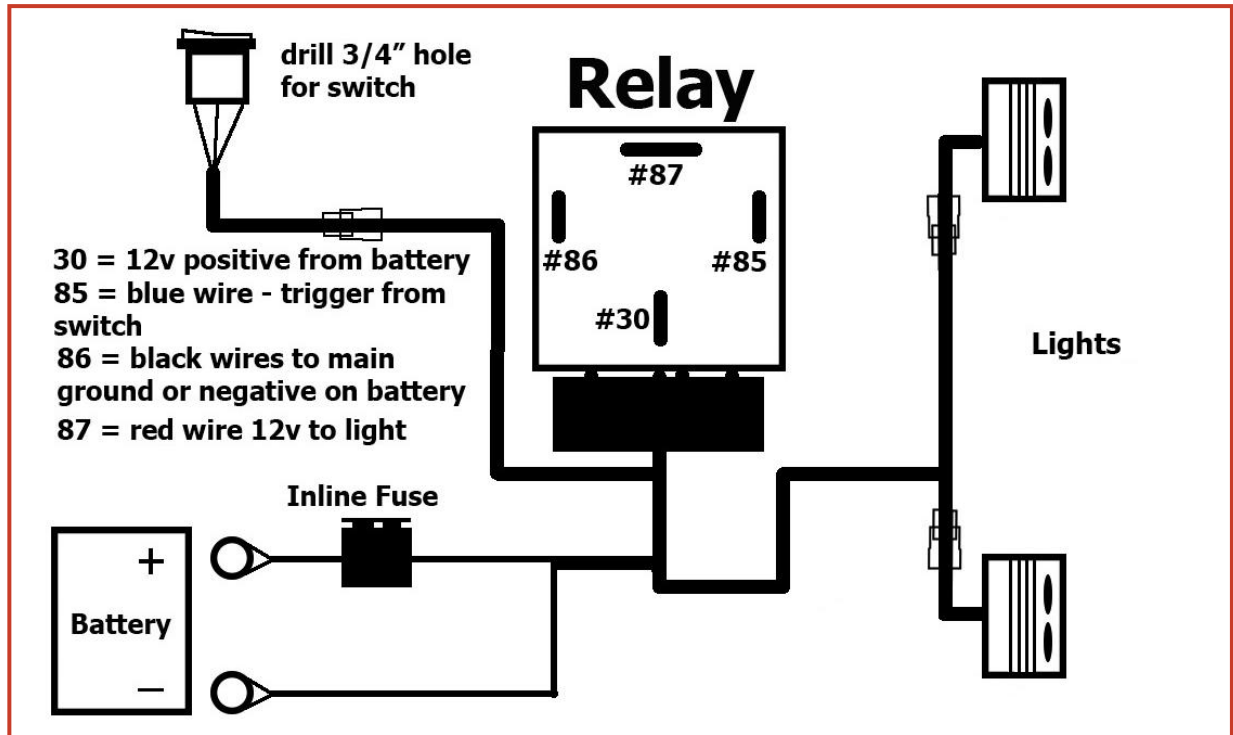 drill 3/4” hole
for switch
Relay
#87
#86
#85
#30
30 = 12v positive from battery
85 = blue wire - trigger from
switch
86 = black wires to main
ground or negative on battery
87 = red wire 12v to light
Lights
Inline Fuse
+
Battery
–